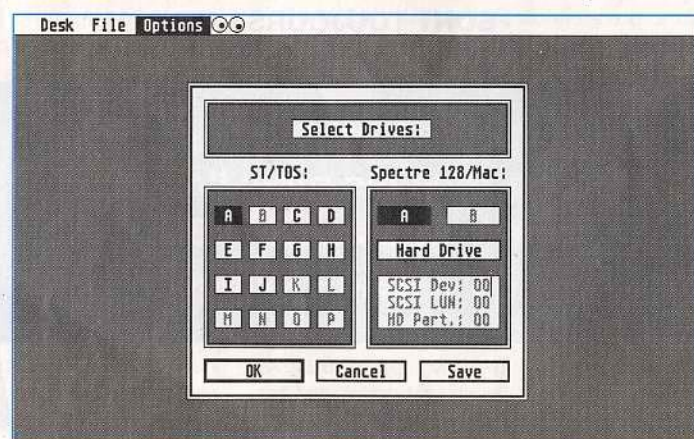 Desk File Options
Select Drives:
ST/TOS:
A B C D
E F G H
I J K L
M N O P
Spectre 128/Mac:
A B
Hard Drive
SCSI Dev: 00
SCSI LUN: 00
HD Part.: 00
OK Cancel Save